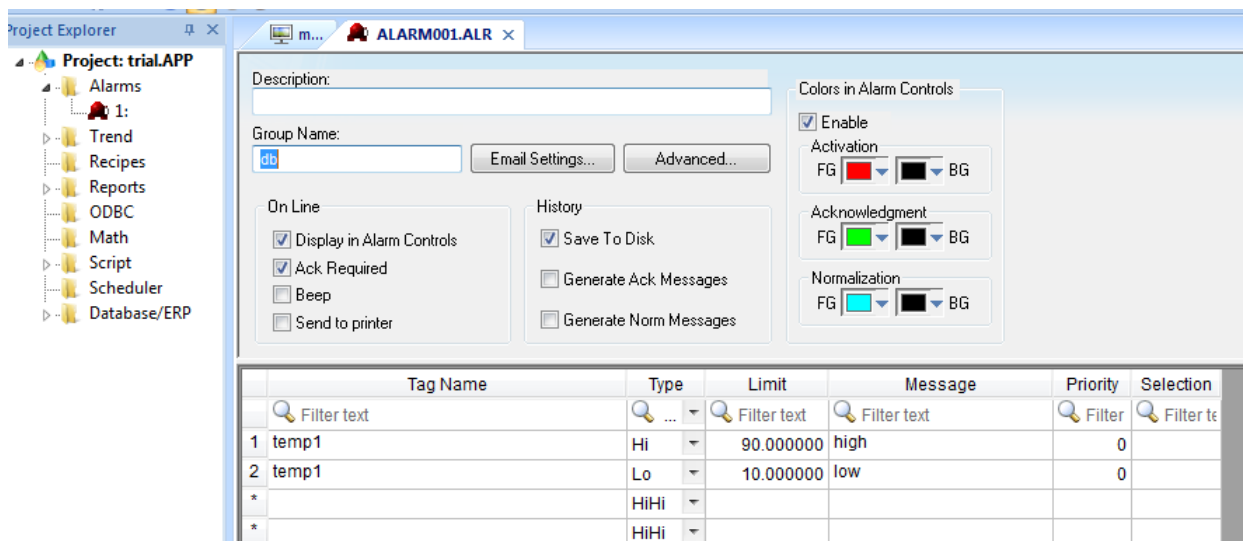 Project Explorer
m...
ALARM001.ALR
Project: trial.APP
Alarms
1:
Trend
Recipes
Reports
ODBC
Math
Script
Scheduler
Database/ERP
Description:
Group Name:
db
Email Settings...
Advanced...
On Line
Display in Alarm Controls
Ack Required
Beep
Send to printer
History
Save To Disk
Generate Ack Messages
Generate Norm Messages
Colors in Alarm Controls
Enable
Activation
FG BG
Acknowledgment
FG BG
Normalization
FG BG
Tag Name Type Limit Message Priority Selection
Filter text ... Filter text Filter text Filter Filter te
1 temp1 Hi 90.000000 high 0
2 temp1 Lo 10.000000 low 0
* HiHi
* HiHi